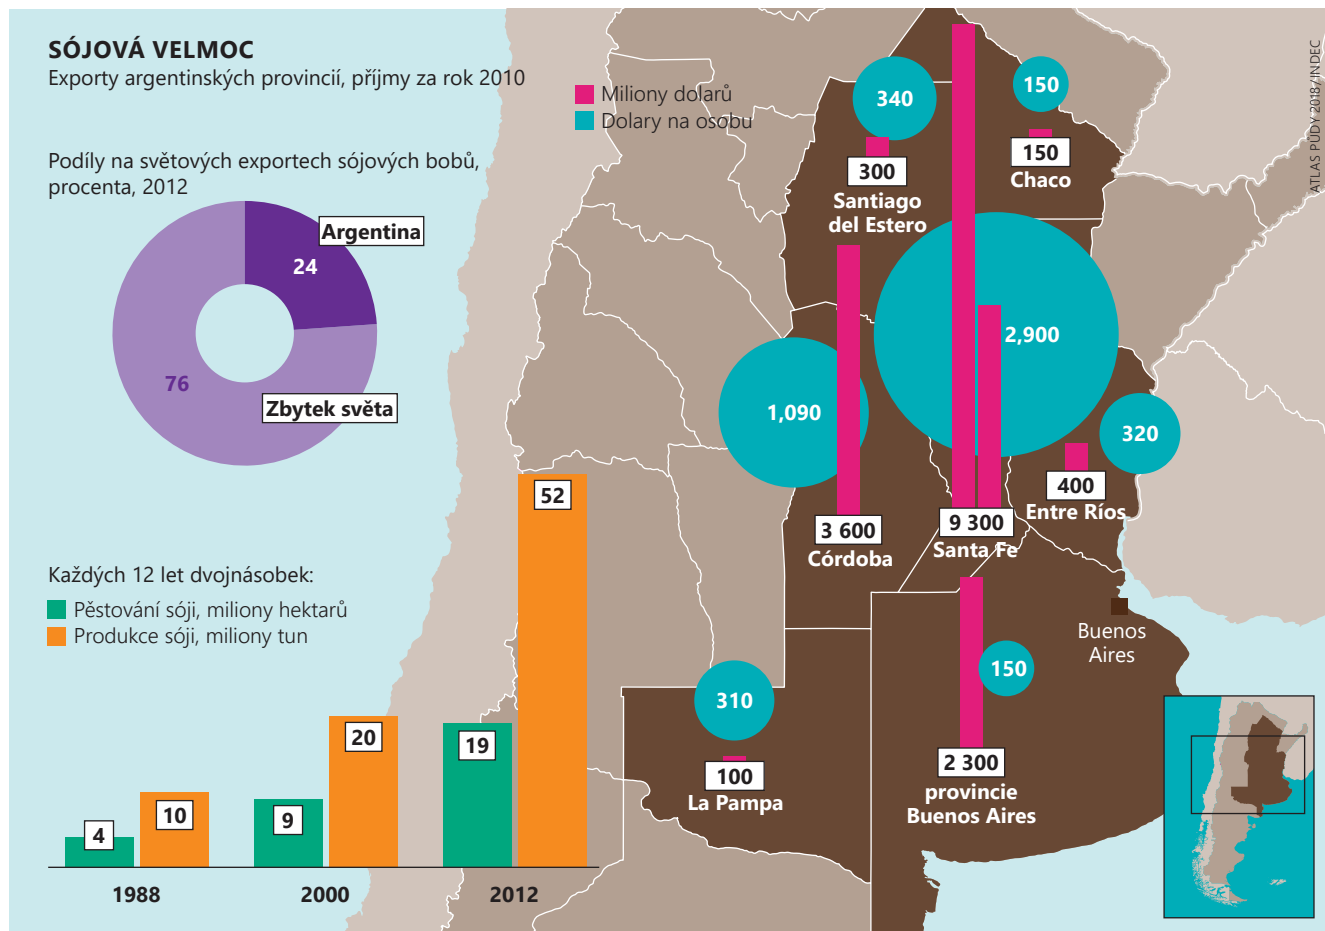 SÓJOVÁ VELMOC
Exporty argentinských provincií, příjmy za rok 2010
Miliony dolarů
Dolary na osobu
Podíly na světových exportech sójových bobů,
procenta, 2012
Argentina
24
76
Zbytek světa
340
300
Santiago
del Estero
150
150
Chaco
1,090
3 600
Córdoba
2,900
9 300
Santa Fe
320
400
Entre Ríos
Buenos
Aires
310
100
La Pampa
150
2 300
provincie
Buenos Aires
Každých 12 let dvojnásobek:
Pěstování sóji, miliony hektarů
Produkce sóji, miliony tun
4
10
9
20
19
52
1988
2000
2012
ATLAS PŮDY 2018/INDEC